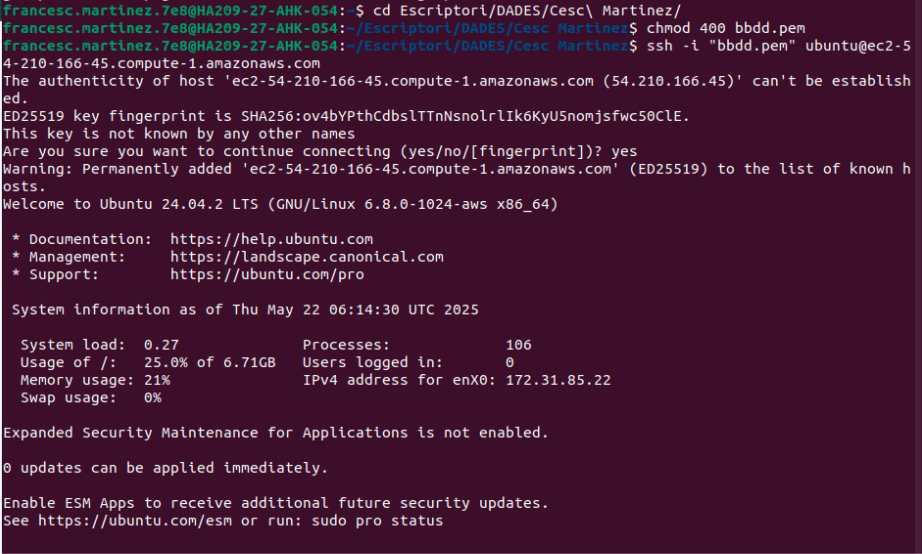 francesc.martinez.7e8@HA209-27-AHK-054:~$ cd Escriptori/DADES/Cesc\ Martinez/
francesc.martinez.7e8@HA209-27-AHK-054:~/Escriptori/DADES/Cesc Martinez$ chmod 400 bbdd.pem
francesc.martinez.7e8@HA209-27-AHK-054:~/Escriptori/DADES/Cesc Martinez$ ssh -i "bbdd.pem" ubuntu@ec2-5
4-210-166-45.compute-1.amazonaws.com
The authenticity of host 'ec2-54-210-166-45.compute-1.amazonaws.com (54.210.166.45)' can't be establish
ed.
ED25519 key fingerprint is SHA256:ov4bYPthCdbslTTnNsnolrlIk6KyU5nomjsfwc50ClE.
This key is not known by any other names
Are you sure you want to continue connecting (yes/no/[fingerprint])? yes
Warning: Permanently added 'ec2-54-210-166-45.compute-1.amazonaws.com' (ED25519) to the list of known h
osts.
Welcome to Ubuntu 24.04.2 LTS (GNU/Linux 6.8.0-1024-aws x86_64)
* Documentation:  https://help.ubuntu.com
* Management:     https://landscape.canonical.com
* Support:        https://ubuntu.com/pro
System information as of Thu May 22 06:14:30 UTC 2025
System load:  0.27               Processes:             106
Usage of /:   25.0% of 6.71GB   Users logged in:       0
Memory usage: 21%                IPv4 address for enX0: 172.31.85.22
Swap usage:   0%
Expanded Security Maintenance for Applications is not enabled.
0 updates can be applied immediately.
Enable ESM Apps to receive additional future security updates.
See https://ubuntu.com/esm or run: sudo pro status